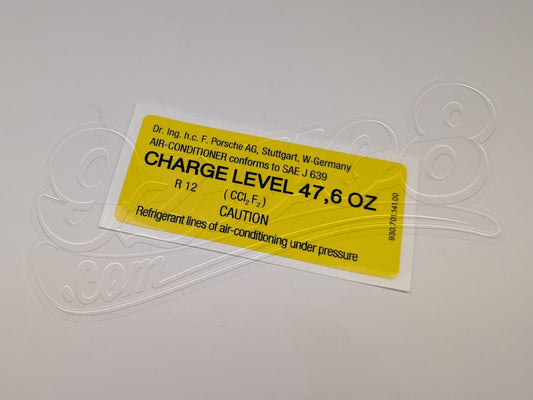 Dr. Ing. h.c. F. Porsche AG, Stuttgart, W-Germany
AIR-CONDITIONER conforms to SAE J 639
CHARGE LEVEL 47,6 OZ
R 12 ( CCl₂ F₂ )
CAUTION
Refrigerant lines of air-conditioning under pressure
930.701.141.00
.com